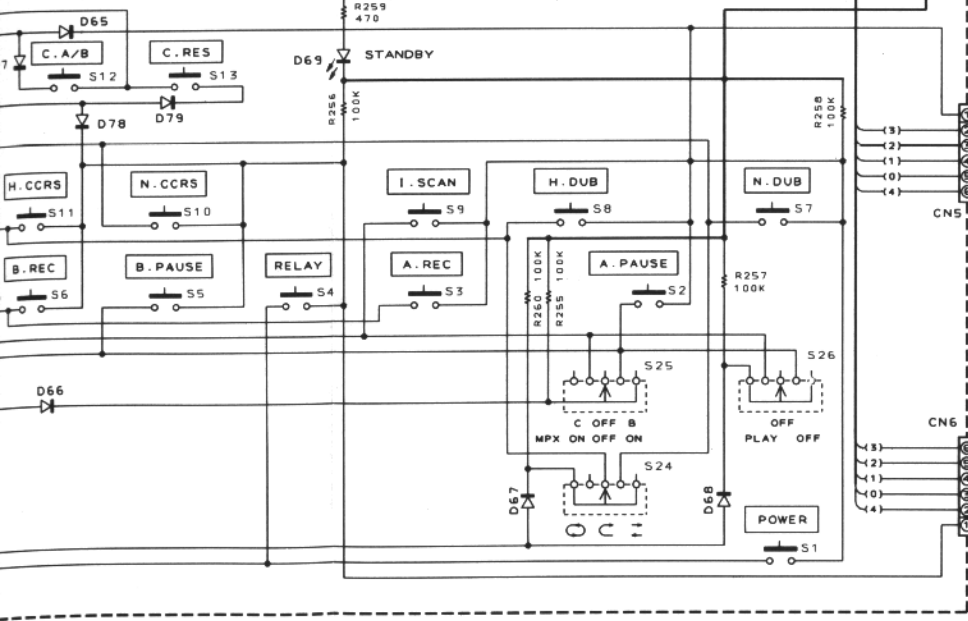 R259
470
D65
C.A/B
C.RES
D69
STANDBY
7
S12
S13
R256
100K
R258
100K
D79
D78
(3)
(2)
(1)
(0)
(4)
CN5
H.CCRS
N.CCRS
I.SCAN
H.DUB
N.DUB
S11
S10
S9
S8
S7
B.REC
B.PAUSE
RELAY
A.REC
A.PAUSE
R260 100K
R255 100K
R257
100K
S6
S5
S4
S3
S2
S25
S26
D66
C OFF B
MPX ON OFF ON
OFF
PLAY OFF
CN6
(3)
(2)
(1)
(0)
(4)
S24
D67
D68
POWER
S1